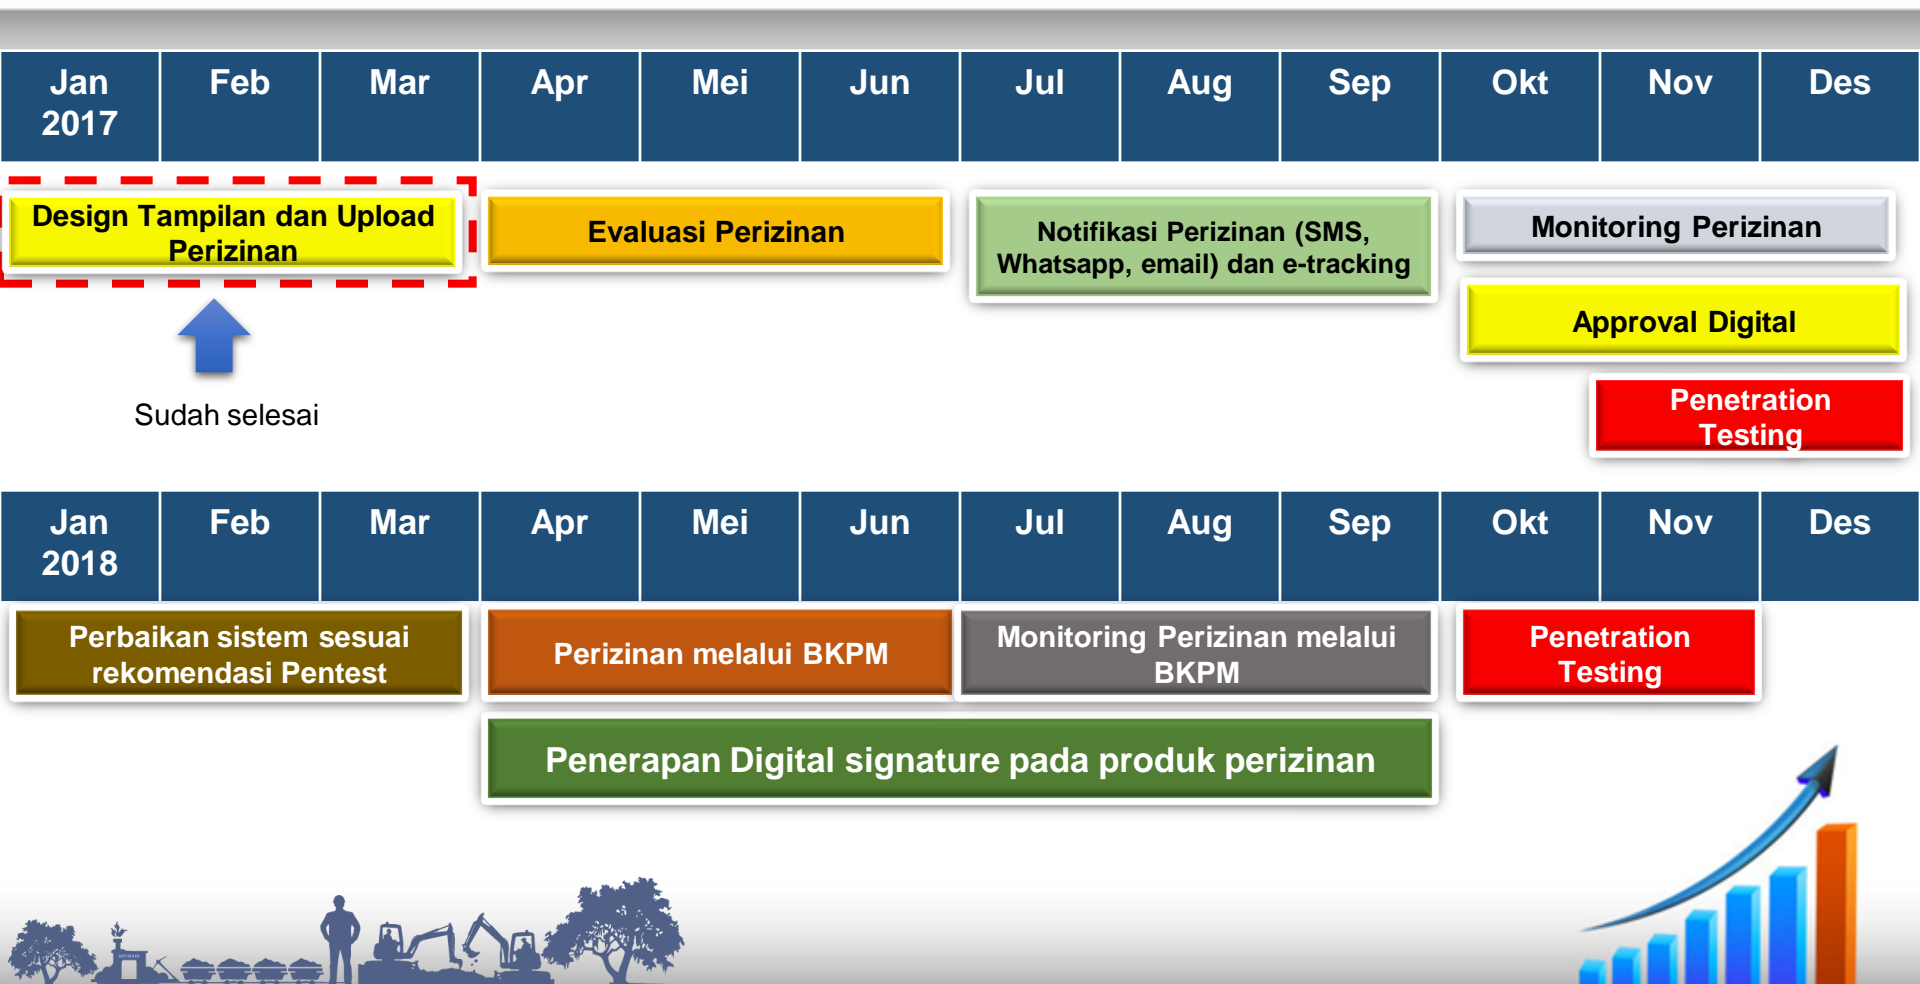 Jan
2017
Feb
Mar
Apr
Mei
Jun
Jul
Aug
Sep
Okt
Nov
Des
Design Tampilan dan Upload
Perizinan
Evaluasi Perizinan
Notifikasi Perizinan (SMS,
Whatsapp, email) dan e-tracking
Monitoring Perizinan
Approval Digital
Penetration
Testing
Sudah selesai
Jan
2018
Feb
Mar
Apr
Mei
Jun
Jul
Aug
Sep
Okt
Nov
Des
Perbaikan sistem sesuai
rekomendasi Pentest
Perizinan melalui BKPM
Monitoring Perizinan melalui
BKPM
Penetration
Testing
Penerapan Digital signature pada produk perizinan